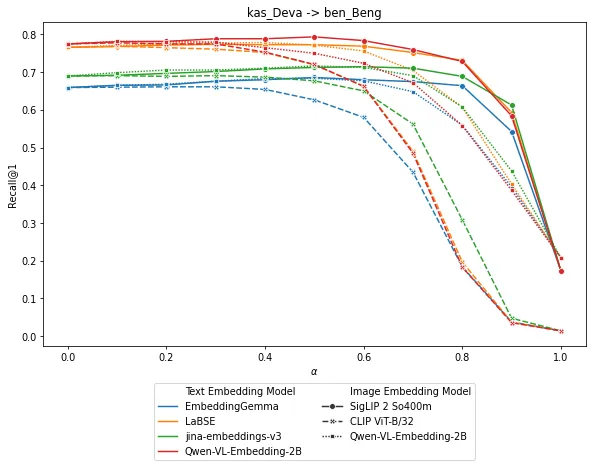 kas_Deva -> ben_Beng
Recall@1
0.8
0.7
0.6
0.5
0.4
0.3
0.2
0.1
0.0
0.0 0.2 0.4 0.6 0.8 1.0
α
Text Embedding Model
EmbeddingGemma
LaBSE
jina-embeddings-v3
Qwen-VL-Embedding-2B
Image Embedding Model
SigLIP 2 So400m
CLIP ViT-B/32
Qwen-VL-Embedding-2B